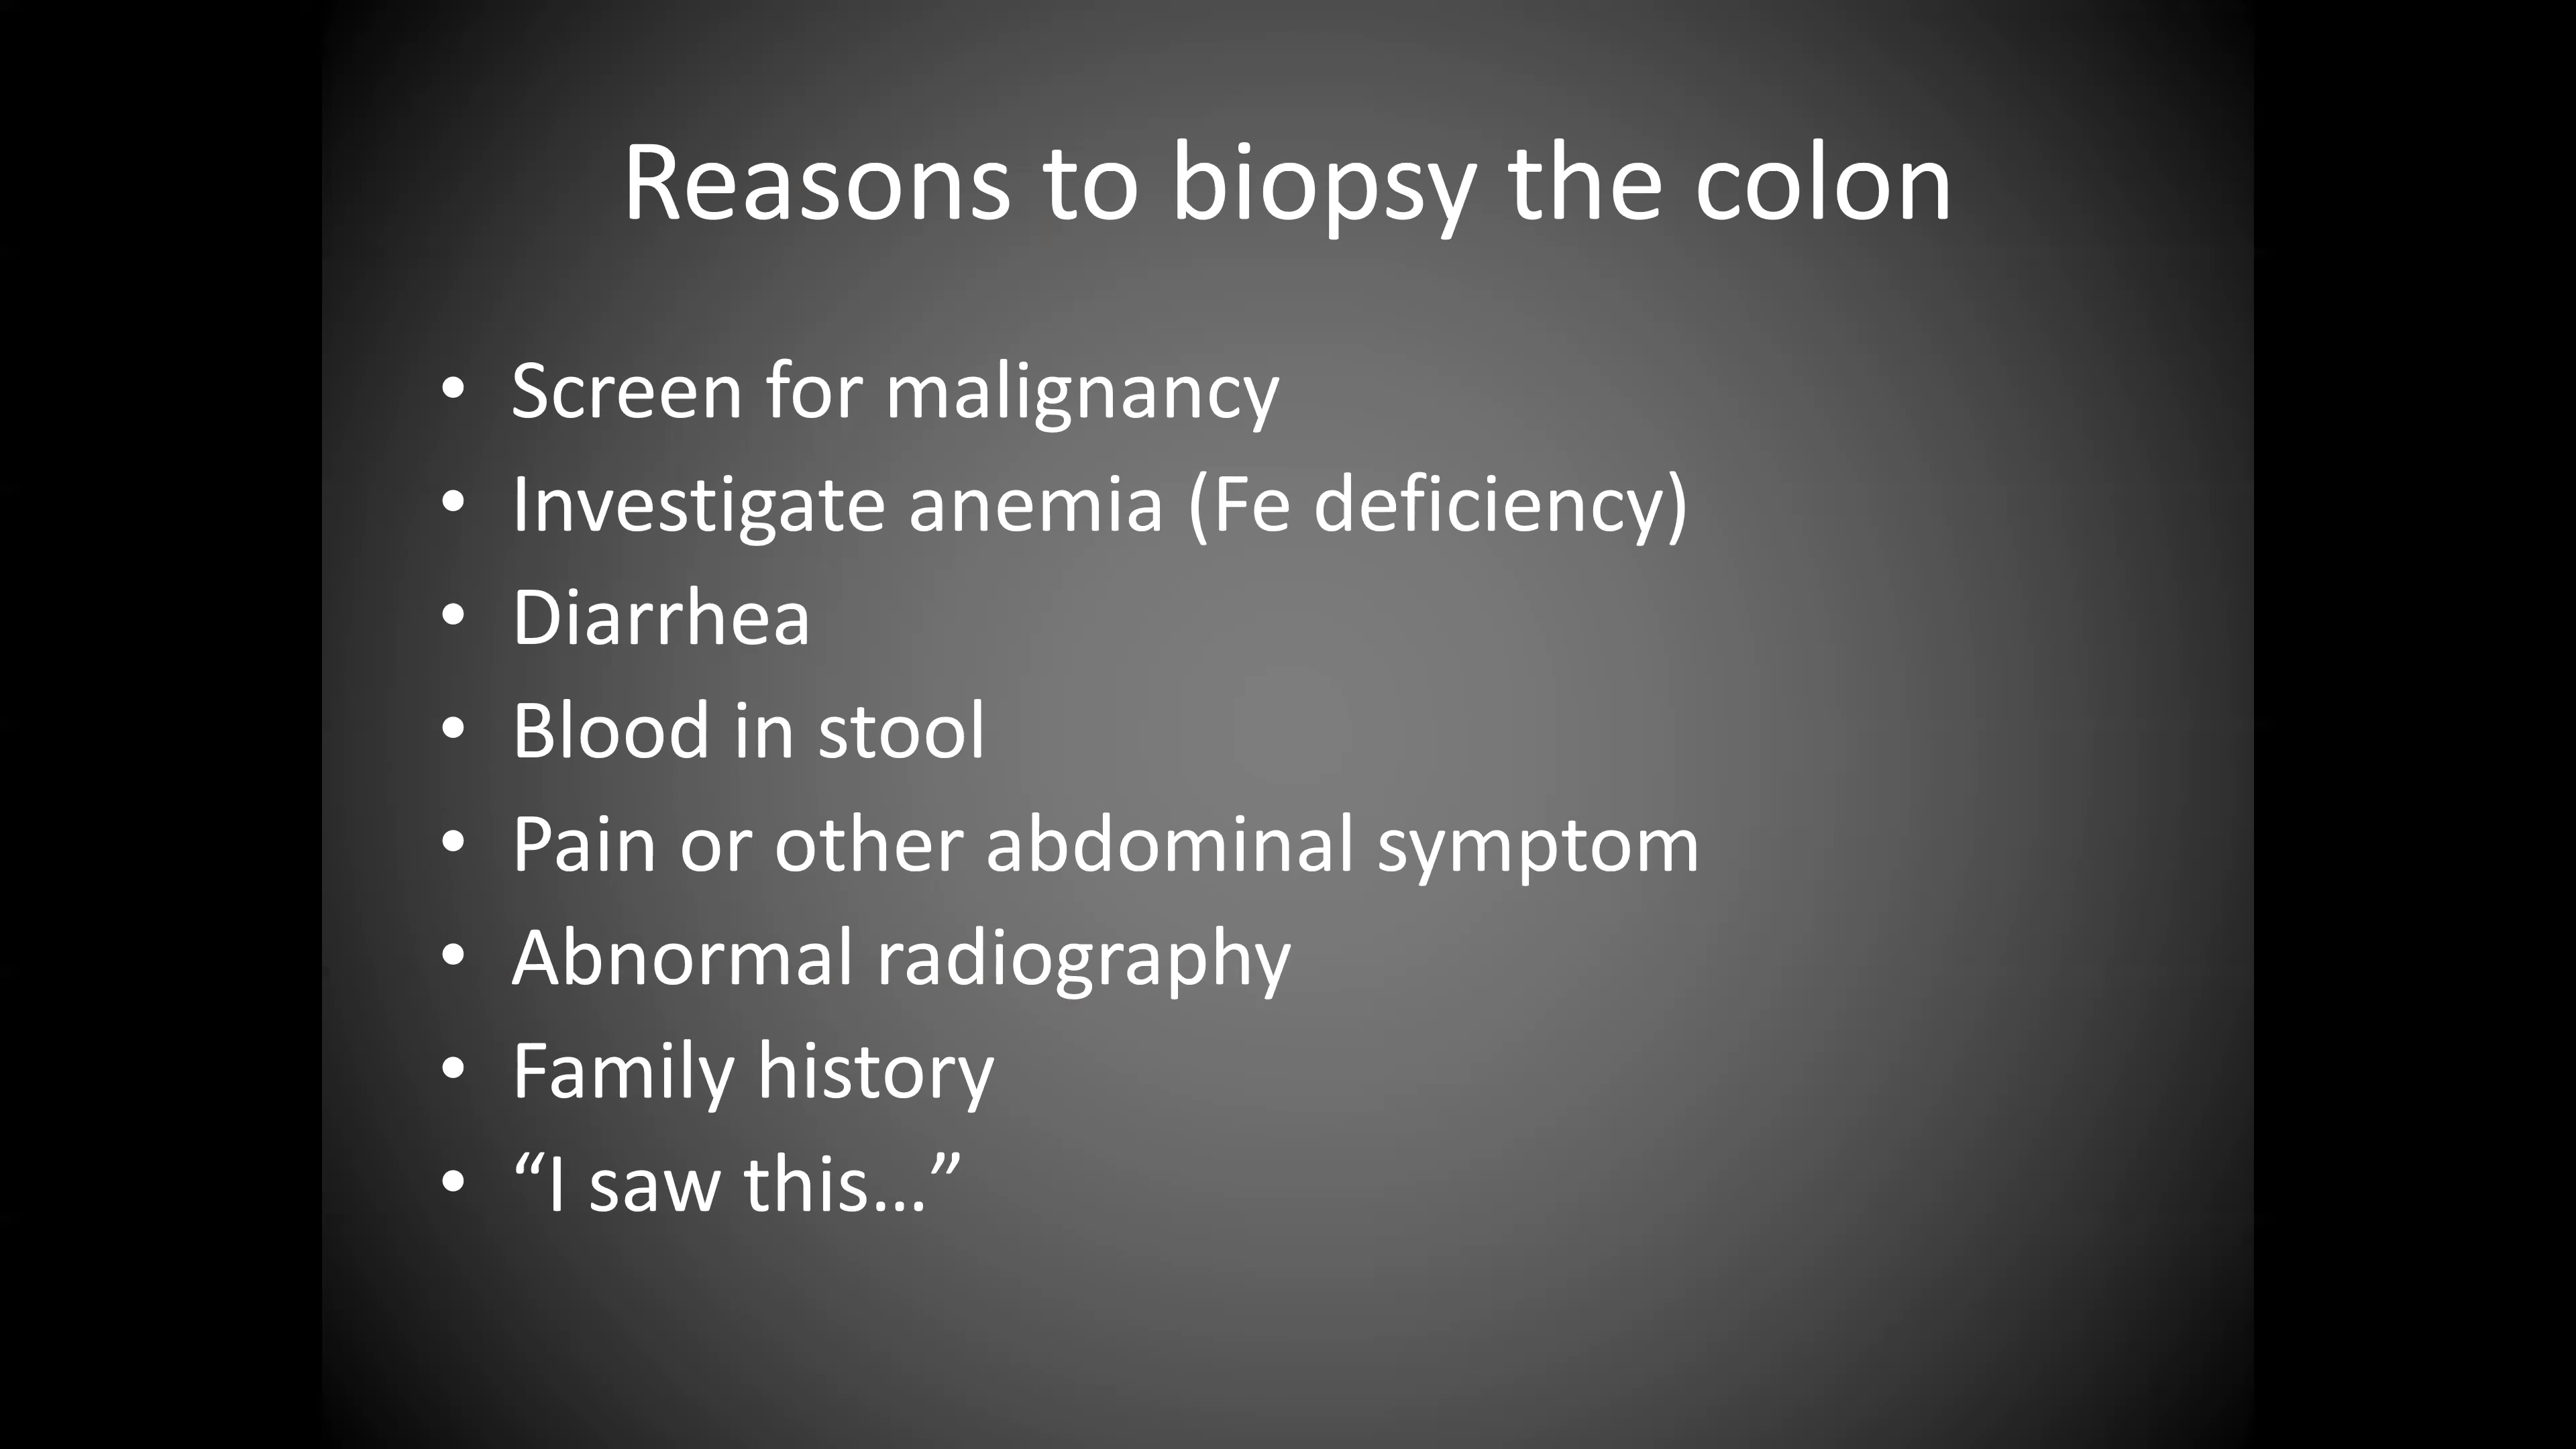 Reasons to biopsy the colon
• Screen for malignancy
• Investigate anemia (Fe deficiency)
• Diarrhea
• Blood in stool
• Pain or other abdominal symptom
• Abnormal radiography
• Family history
• “I saw this…”